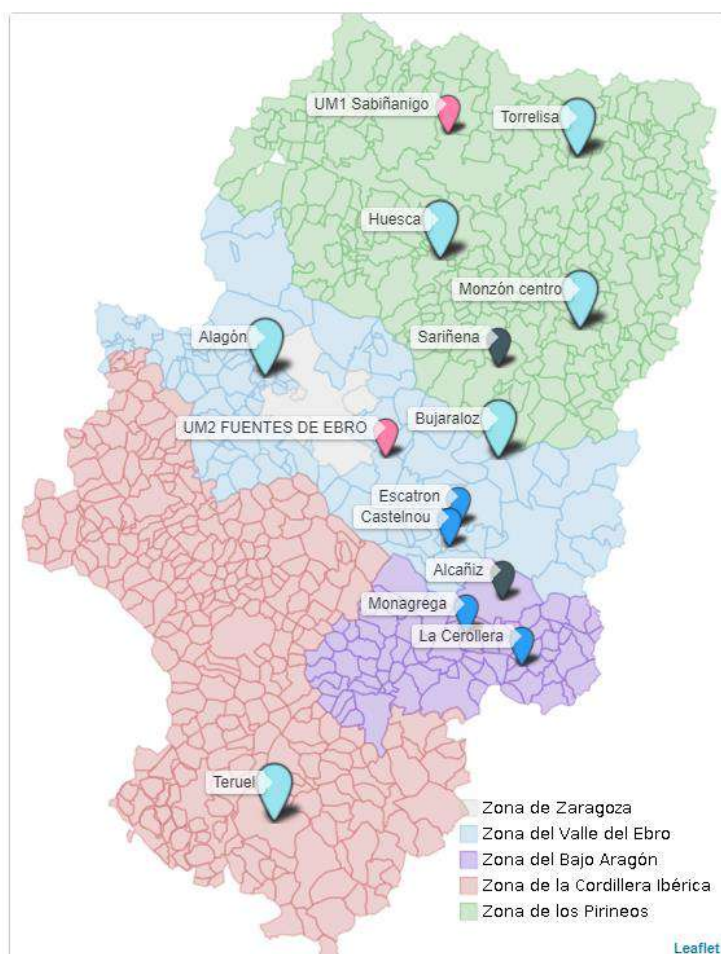 UM1 Sabiñanigo
Torrelisa
Huesca
Monzón centro
Alagón
Sariñena
Bujaraloz
UM2 FUENTES DE EBRO
Escatron
Castelnou
Alcañiz
Monagrega
La Cerollera
Teruel
Zona de Zaragoza
Zona del Valle del Ebro
Zona del Bajo Aragón
Zona de la Cordillera Ibérica
Zona de los Pirineos
Leaflet